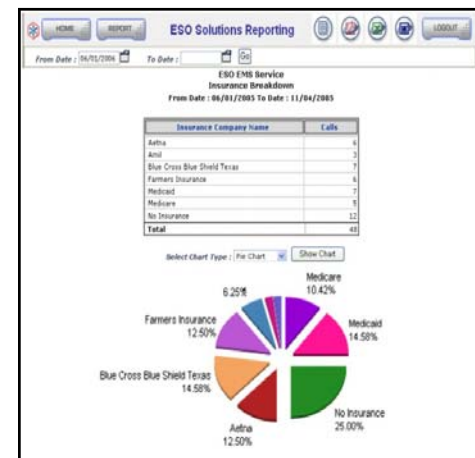 HOME REPORT ESO Solutions Reporting LOGOUT
From Date : 06/01/2004 To Date : Go
ESO EMS Service
Insurance Breakdown
From Date : 06/01/2005 To Date : 11/04/2005
Insurance Company Name Calls
Aetna 6
Amil 3
Blue Cross Blue Shield Texas 7
Farmers Insurance 6
Medicaid 7
Medicare
No Insurance 12
Total 48
Select Chart Type : Pie Chart Show Chart
Medicare
6.25% 10.42%
Farmers Insurance Medicaid
12.50% 14.58%
Blue Cross Blue Shield Texas
14.58%
No Insurance
Aetna 25.00%
12.50%